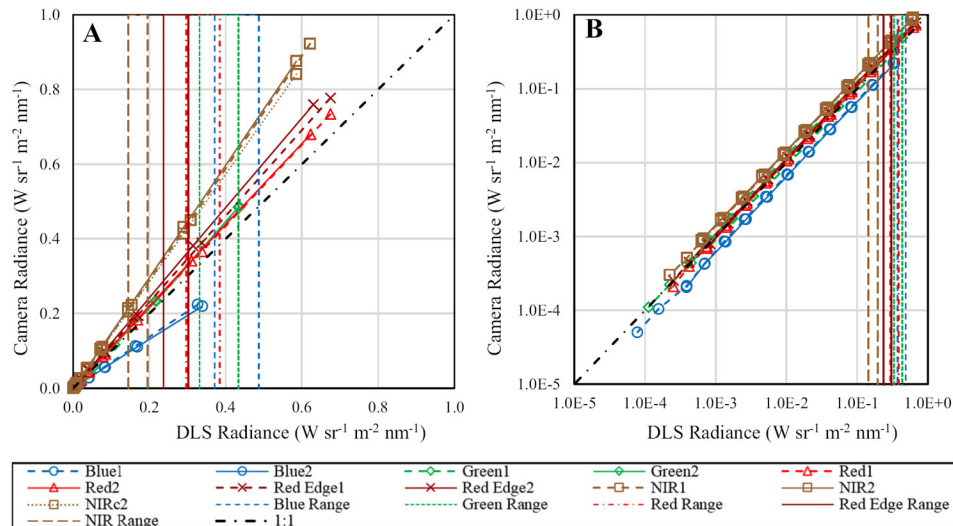 A
1.0
0.8
0.6
0.4
0.2
0.0
Camera Radiance (W sr⁻¹ m⁻² nm⁻¹)
0.0 0.2 0.4 0.6 0.8 1.0
DLS Radiance (W sr⁻¹ m⁻² nm⁻¹)
B
1.0E+0
1.0E-1
1.0E-2
1.0E-3
1.0E-4
1.0E-5
Camera Radiance (W sr⁻¹ m⁻² nm⁻¹)
1.0E-5 1.0E-4 1.0E-3 1.0E-2 1.0E-1 1.0E+0
DLS Radiance (W sr⁻¹ m⁻² nm⁻¹)
Blue1 Blue2 Green1 Green2 Red1
Red2 Red Edge1 Red Edge2 NIR1 NIR2
NIRc2 Blue Range Green Range Red Range Red Edge Range
NIR Range 1:1